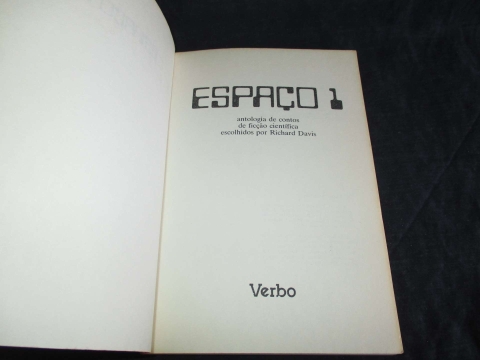 ESPAÇO 1
antologia de contos
de ficção científica
escolhidos por Richard Davis
Verbo